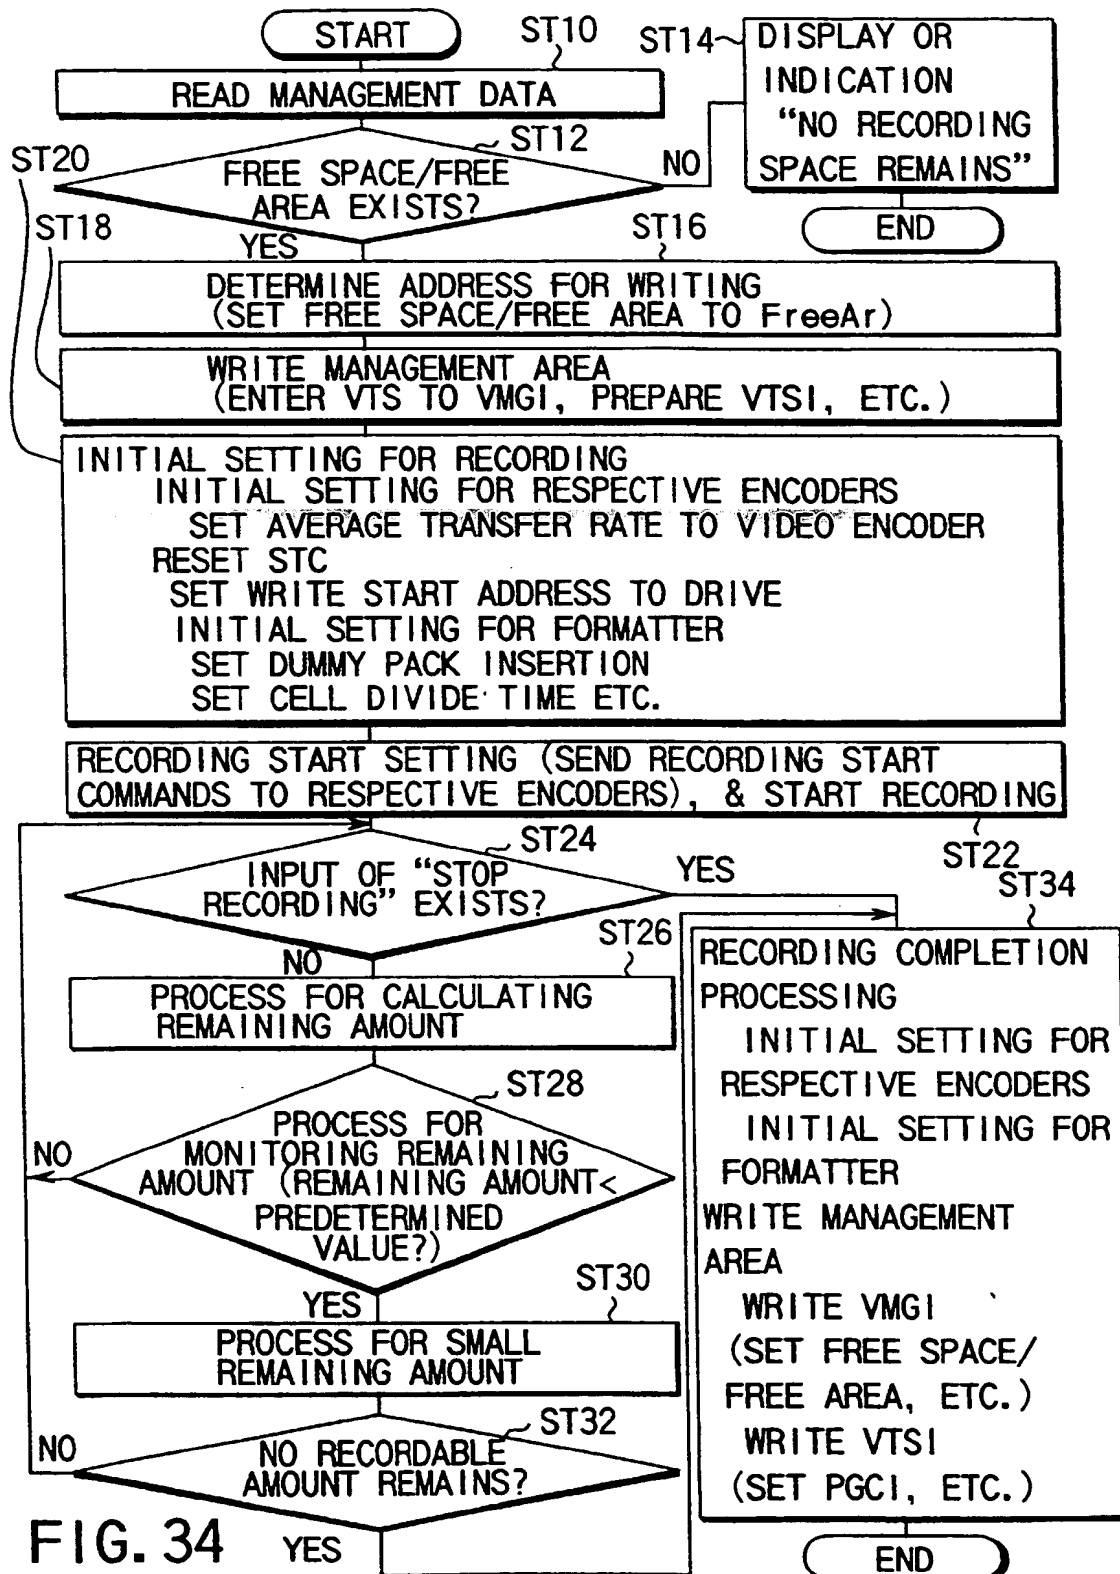 START
ST10
READ MANAGEMENT DATA
ST14
DISPLAY OR
INDICATION
"NO RECORDING
SPACE REMAINS"
END
ST12
FREE SPACE/FREE
AREA EXISTS?
NO
YES
ST20
ST18
ST16
DETERMINE ADDRESS FOR WRITING
(SET FREE SPACE/FREE AREA TO FreeAr)
WRITE MANAGEMENT AREA
(ENTER VTS TO VMGI, PREPARE VTSI, ETC.)
INITIAL SETTING FOR RECORDING
INITIAL SETTING FOR RESPECTIVE ENCODERS
SET AVERAGE TRANSFER RATE TO VIDEO ENCODER
RESET STC
SET WRITE START ADDRESS TO DRIVE
INITIAL SETTING FOR FORMATTER
SET DUMMY PACK INSERTION
SET CELL DIVIDE TIME ETC.
RECORDING START SETTING (SEND RECORDING START
COMMANDS TO RESPECTIVE ENCODERS), & START RECORDING
ST22
ST24
INPUT OF "STOP
RECORDING" EXISTS?
YES
NO
ST26
PROCESS FOR CALCULATING
REMAINING AMOUNT
ST28
PROCESS FOR
MONITORING REMAINING
AMOUNT (REMAINING AMOUNT<
PREDETERMINED
VALUE?)
NO
YES
ST30
PROCESS FOR SMALL
REMAINING AMOUNT
ST32
NO RECORDABLE
AMOUNT REMAINS?
NO
YES
ST34
RECORDING COMPLETION
PROCESSING
INITIAL SETTING FOR
RESPECTIVE ENCODERS
INITIAL SETTING FOR
FORMATTER
WRITE MANAGEMENT
AREA
WRITE VMGI
(SET FREE SPACE/
FREE AREA, ETC.)
WRITE VTSI
(SET PGCI, ETC.)
END
FIG. 34